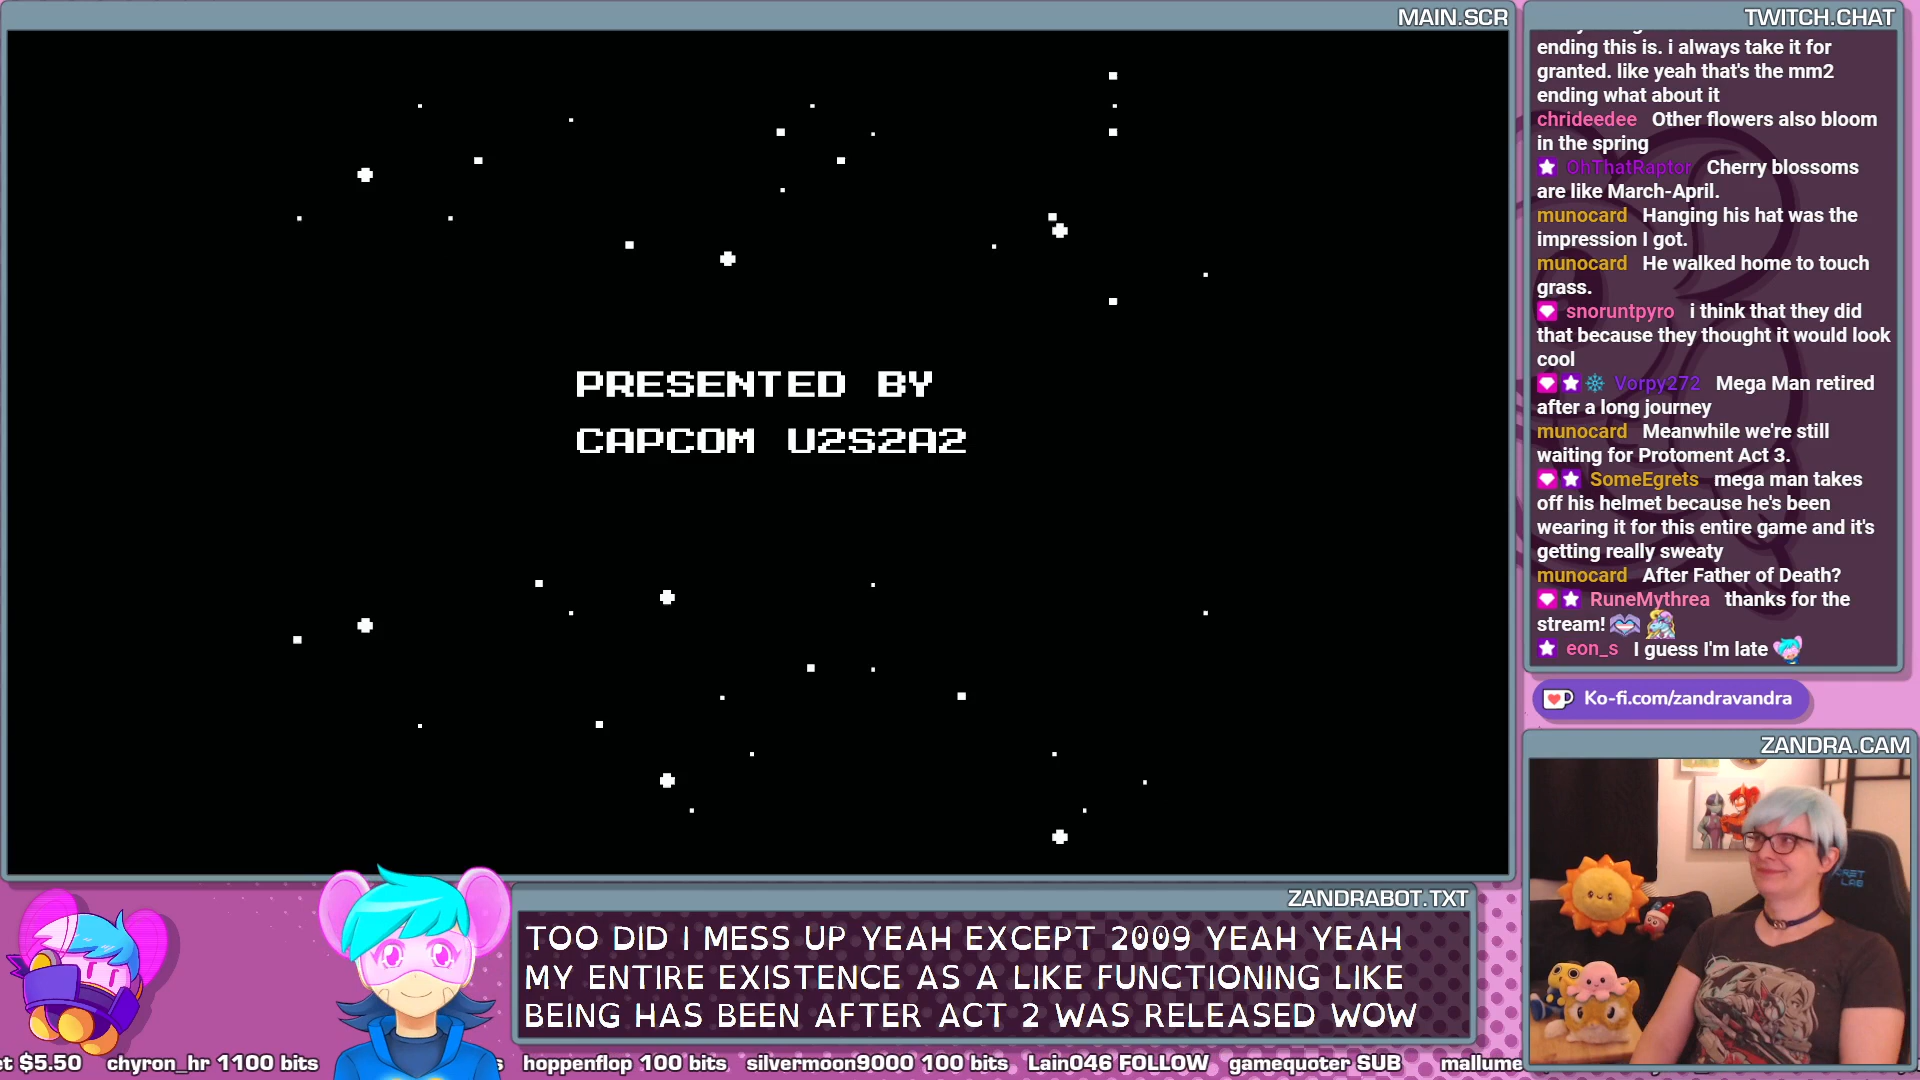 MAIN.SCR
PRESENTED BY
CAPCOM U2S2A2
TWITCH.CHAT
ending this is. i always take it for
granted. like yeah that's the mm2
ending what about it
chrideedee Other flowers also bloom
in the spring
OhThatRaptor Cherry blossoms
are like March-April.
munocard Hanging his hat was the
impression I got.
munocard He walked home to touch
grass.
snoruntpyro i think that they did
that because they thought it would look
cool
Vorpy272 Mega Man retired
after a long journey
munocard Meanwhile we're still
waiting for Protoment Act 3.
SomeEgrets mega man takes
off his helmet because he's been
wearing it for this entire game and it's
getting really sweaty
munocard After Father of Death?
RuneMythrea thanks for the
stream!
eon_s I guess I'm late
Ko-fi.com/zandravandra
ZANDRA.CAM
ZANDRABOT.TXT
TOO DID I MESS UP YEAH EXCEPT 2009 YEAH YEAH
MY ENTIRE EXISTENCE AS A LIKE FUNCTIONING LIKE
BEING HAS BEEN AFTER ACT 2 WAS RELEASED WOW
$5.50 chyron_hr 1100 bits hoppenflop 100 bits silvermoon9000 100 bits Lain046 FOLLOW gamequoter SUB mallume